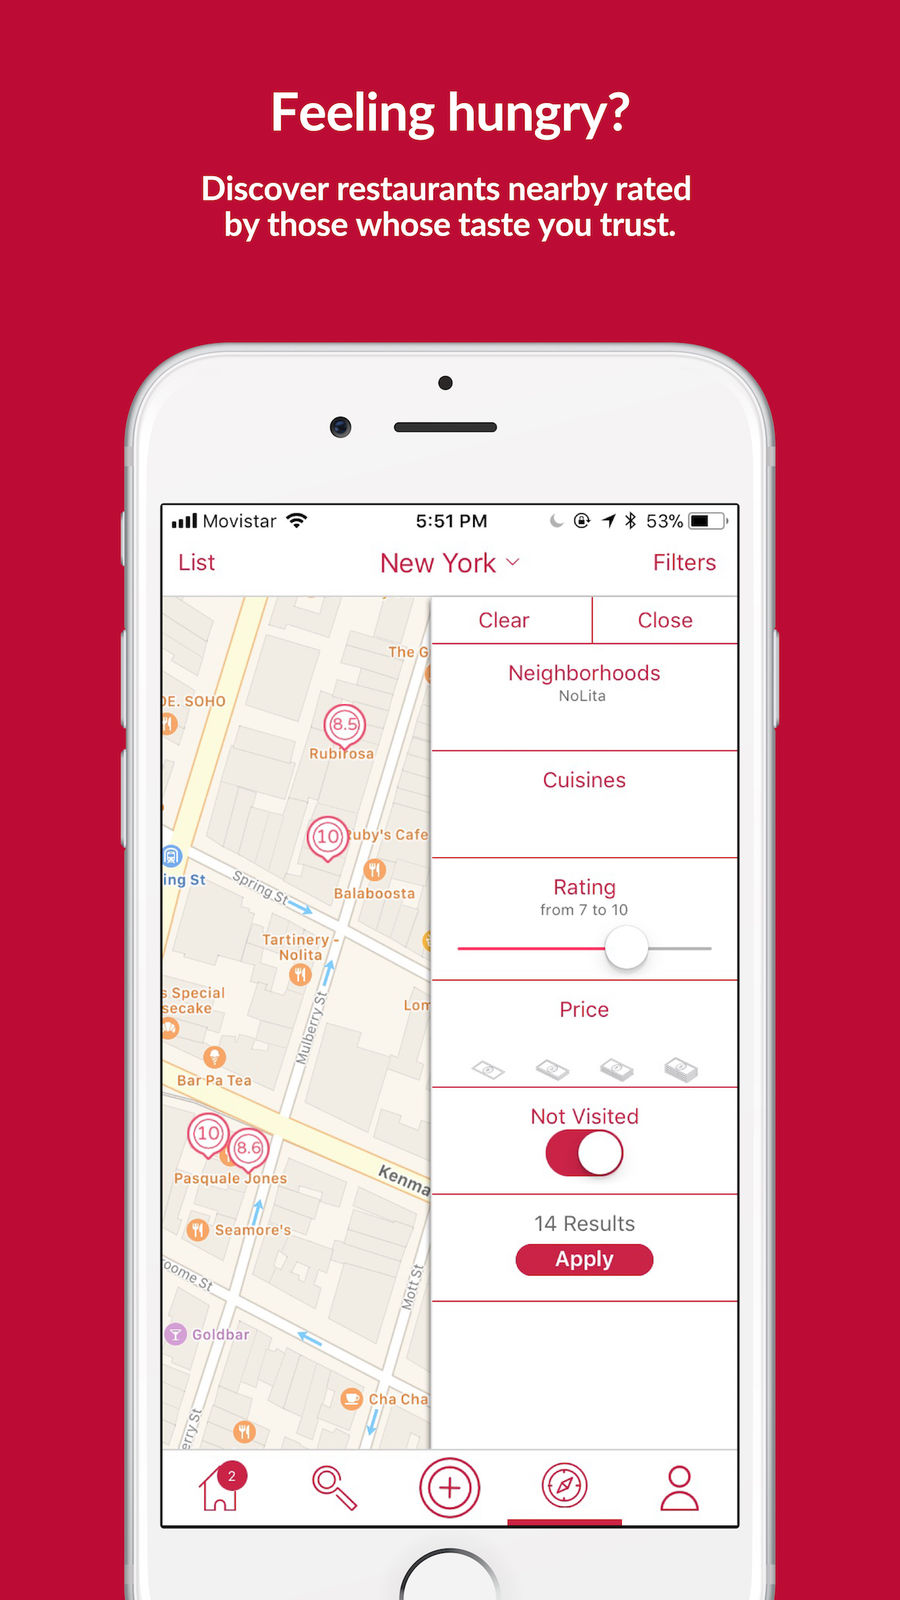 Feeling hungry?
Discover restaurants nearby rated
by those whose taste you trust.
Movistar
5:51 PM
53%
List
New York
Filters
Clear
Close
Neighborhoods
NoLita
Cuisines
Rating
from 7 to 10
Price
Not Visited
14 Results
Apply
The G
DE. SOHO
8.5
Rubirosa
10
Ruby's Cafe
ing St
Spring St
Balaboosta
Tartinery -
Nolita
s Special
secake
Lom
Mulberry St
Bar Pa Tea
10
8.6
Pasquale Jones
Kenma
Seamore's
oome St
Mott St
Goldbar
Cha Cha
erry St
2